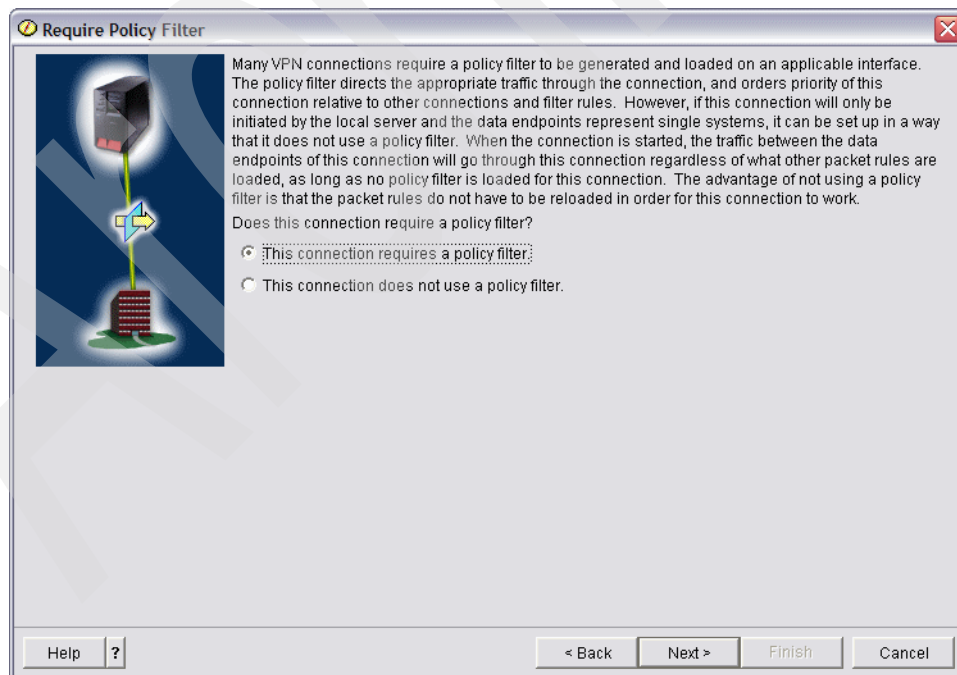 Require Policy Filter
Many VPN connections require a policy filter to be generated and loaded on an applicable interface.
The policy filter directs the appropriate traffic through the connection, and orders priority of this
connection relative to other connections and filter rules.  However, if this connection will only be
initiated by the local server and the data endpoints represent single systems, it can be set up in a way
that it does not use a policy filter.  When the connection is started, the traffic between the data
endpoints of this connection will go through this connection regardless of what other packet rules are
loaded, as long as no policy filter is loaded for this connection.  The advantage of not using a policy
filter is that the packet rules do not have to be reloaded in order for this connection to work.
Does this connection require a policy filter?
This connection requires a policy filter.
This connection does not use a policy filter.
Help ? < Back Next > Finish Cancel